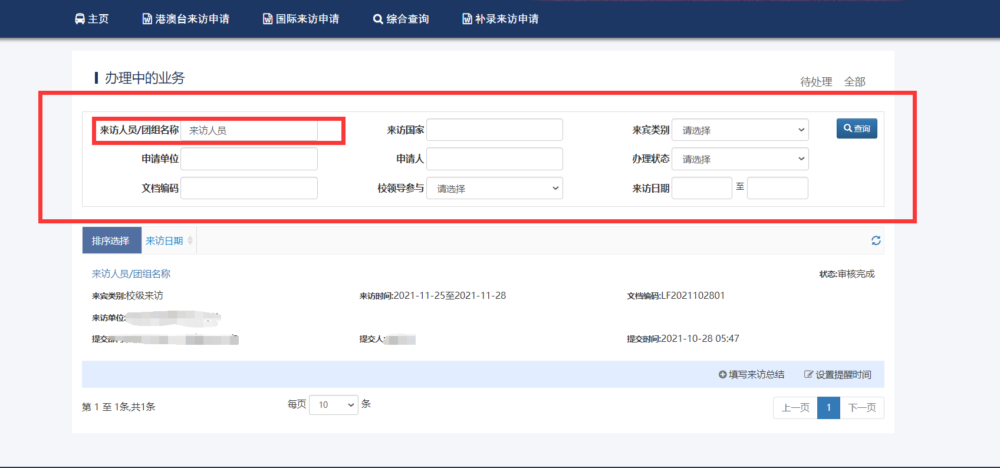 主页 港澳台来访申请 国际来访申请 综合查询 补录来访申请
办理中的业务
待处理 全部
来访人员/团组名称 来访人员 来访国家 来宾类别 请选择 查询
申请单位 申请人 办理状态 请选择
文档编码 校领导参与 请选择 来访日期 至
排序选择 来访日期
来访人员/团组名称 状态:审核完成
来宾类别:校级来访 来访时间:2021-11-25至2021-11-28 文档编码:LF2021102801
来访单位:
提交 提交人: 提交时间:2021-10-28 05:47
填写来访总结 设置提醒时间
第 1 至 1条,共1条 每页 10 条 上一页 1 下一页